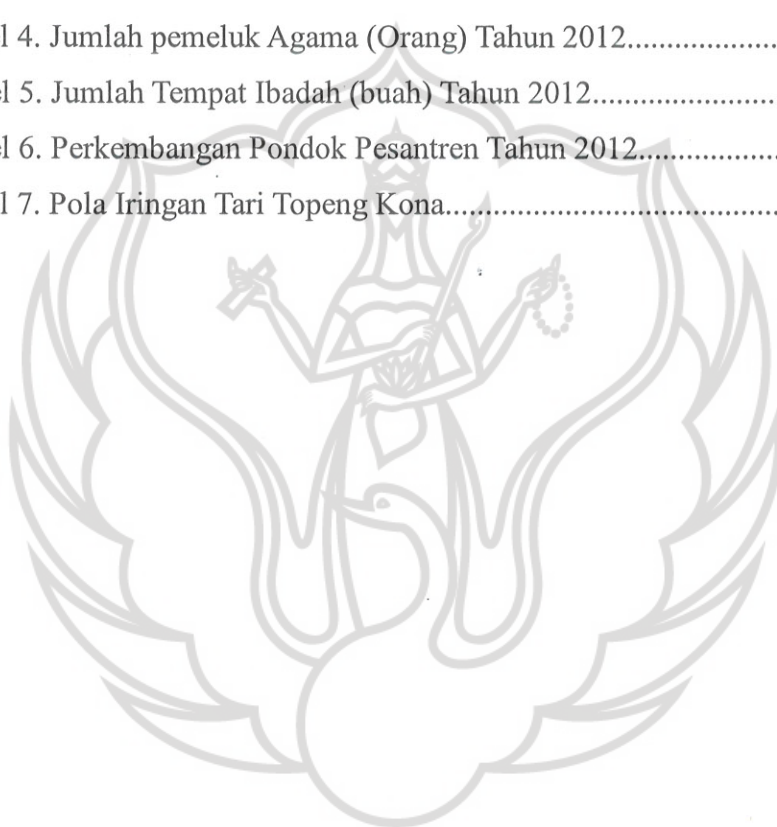 l 4. Jumlah pemeluk Agama (Orang) Tahun 2012....................
l 5. Jumlah Tempat Ibadah (buah) Tahun 2012........................
l 6. Perkembangan Pondok Pesantren Tahun 2012..................
l 7. Pola Iringan Tari Topeng Kona...........................................